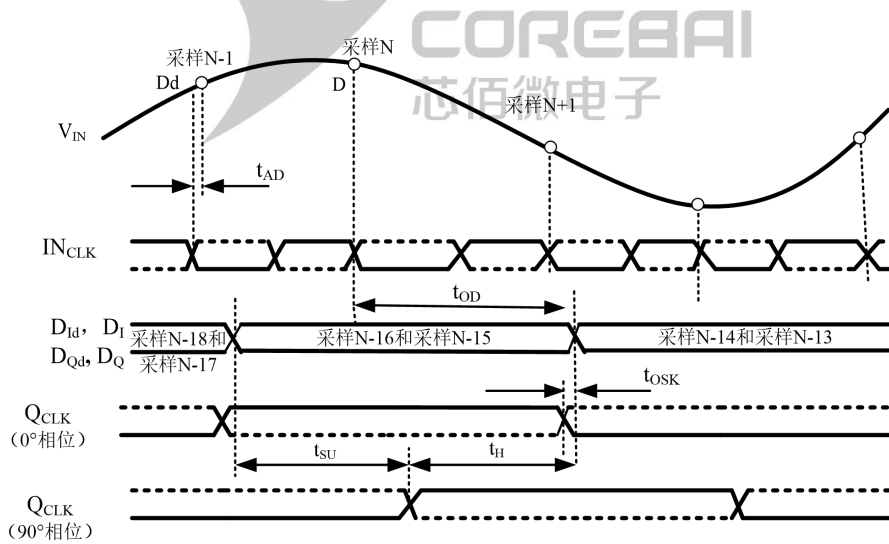 COREBAI
芯佰微电子
采样N-1
采样N
Dd
D
采样N+1
VIN
tAD
INCLK
tOD
DId, DI
DQd, DQ
采样N-18和
采样N-17
采样N-16和采样N-15
采样N-14和采样N-13
tOSK
QCLK
（0°相位）
tSU
tH
QCLK
（90°相位）